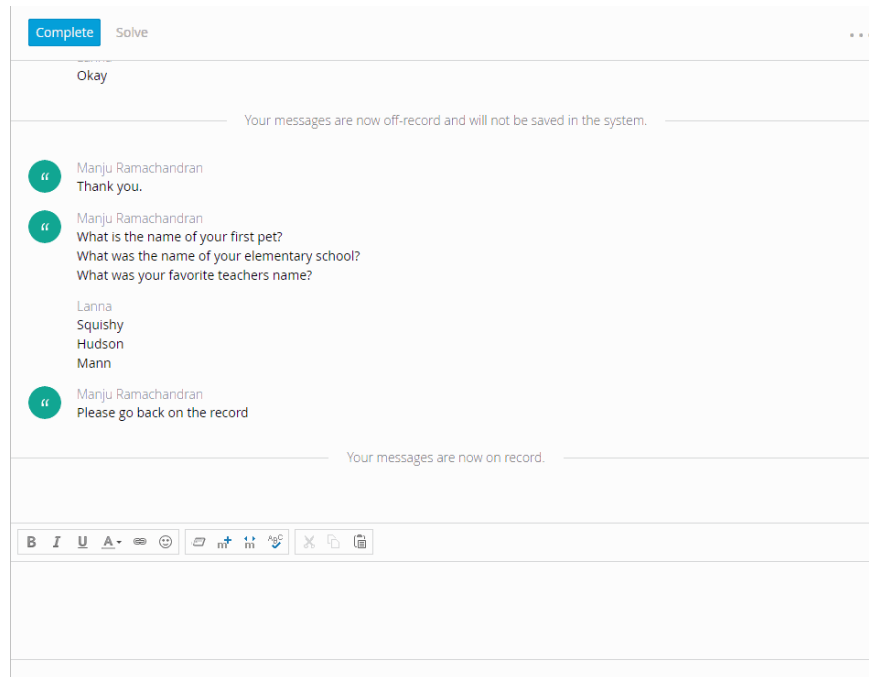 Complete Solve
Okay
Your messages are now off-record and will not be saved in the system.
Manju Ramachandran
Thank you.
Manju Ramachandran
What is the name of your first pet?
What was the name of your elementary school?
What was your favorite teachers name?
Lanna
Squishy
Hudson
Mann
Manju Ramachandran
Please go back on the record
Your messages are now on record.
B I U A m m ABC